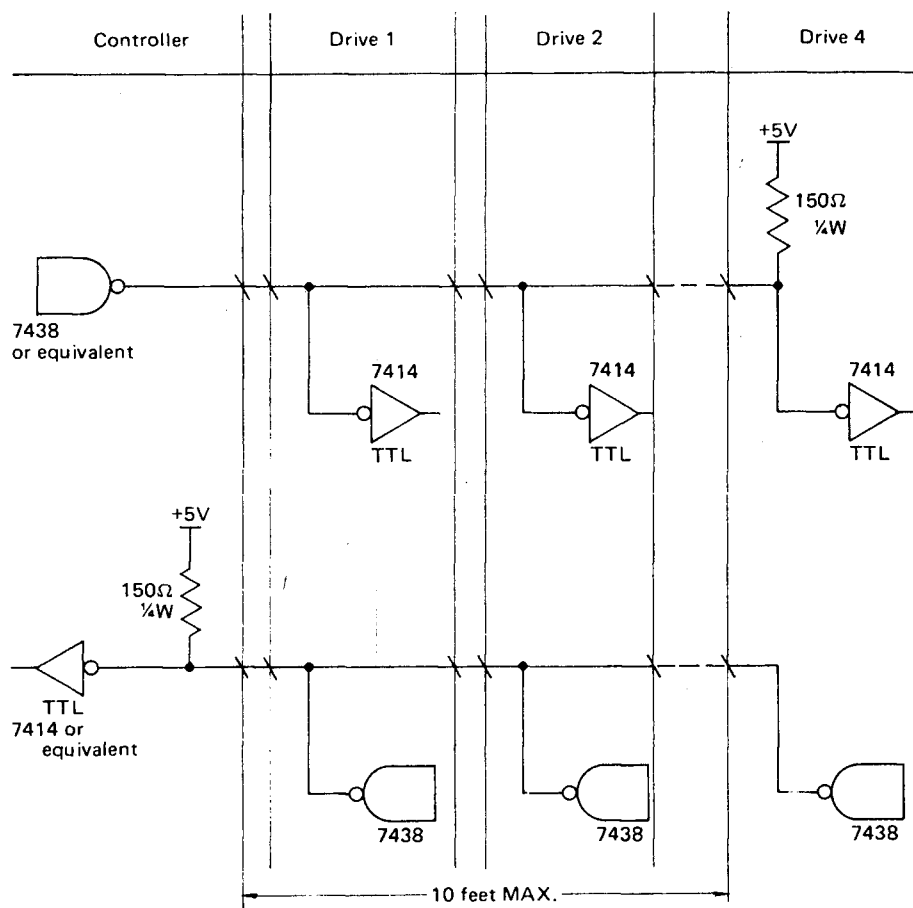 Controller
Drive 1
Drive 2
Drive 4
+5V
150Ω
¼W
7438
or equivalent
7414
TTL
7414
TTL
7414
TTL
+5V
150Ω
¼W
TTL
7414 or
equivalent
7438
7438
7438
10 feet MAX.